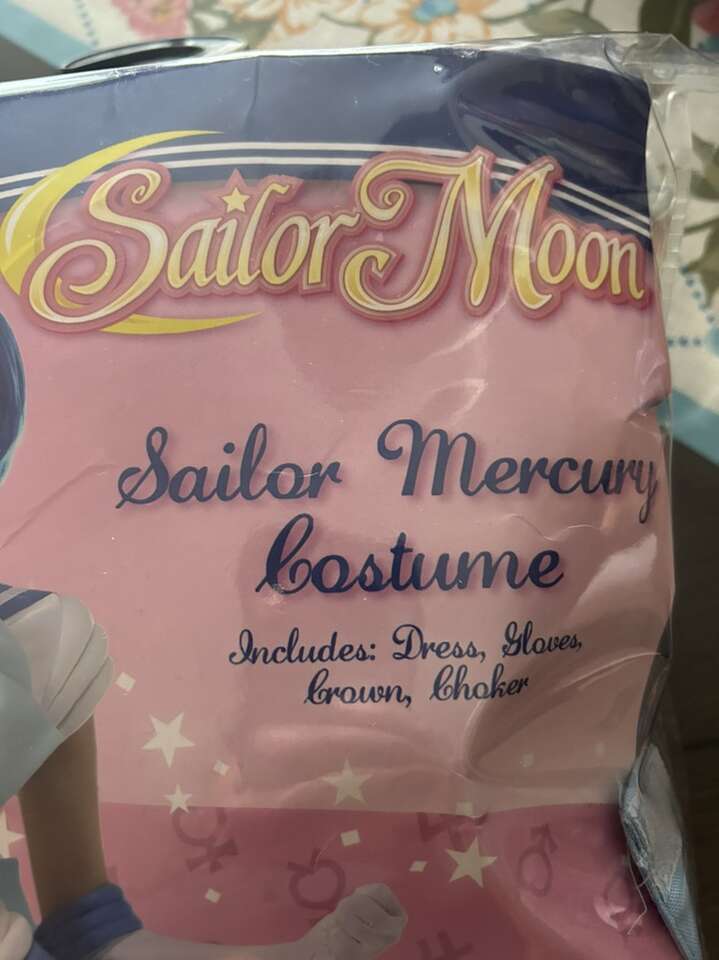 Sailor Moon
Sailor Mercury
Costume
Includes: Dress, Gloves,
Crown, Choker